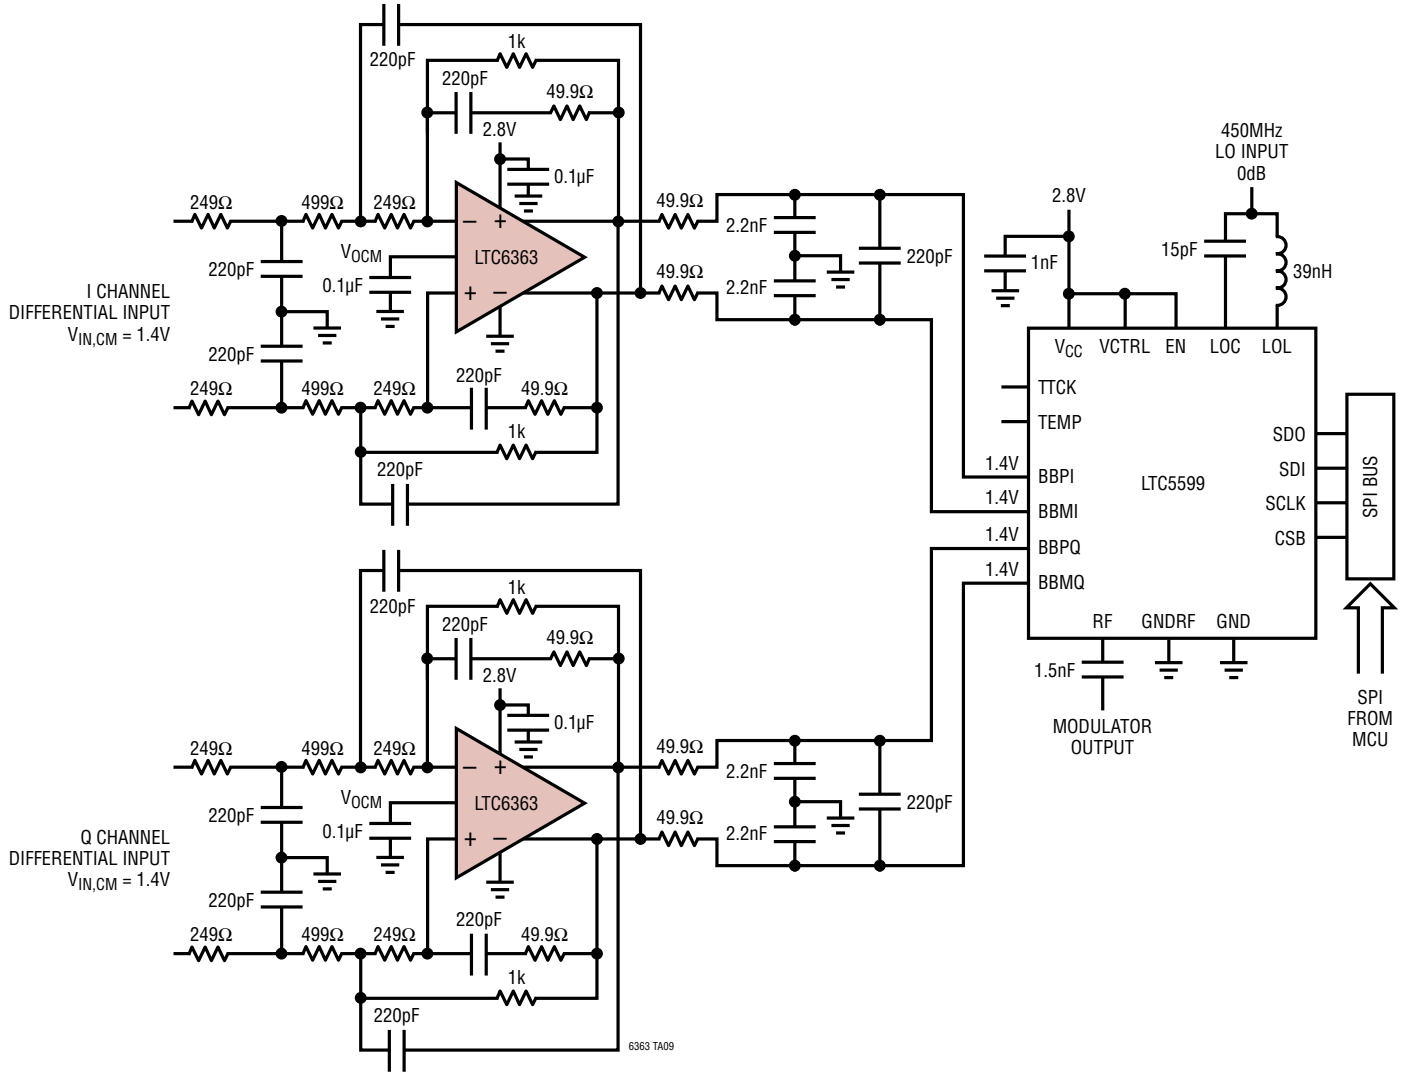 220pF
1k
220pF
49.9Ω
2.8V
0.1µF
249Ω
499Ω
249Ω
49.9Ω
VOCM
LTC6363
0.1µF
220pF
I CHANNEL
DIFFERENTIAL INPUT
VIN,CM = 1.4V
220pF
2.2nF
2.2nF
220pF
49.9Ω
249Ω
499Ω
249Ω
220pF
49.9Ω
1k
220pF
− +
+ −
450MHz
LO INPUT
0dB
2.8V
1nF
15pF
39nH
VCC
VCTRL
EN
LOC
LOL
TTCK
TEMP
1.4V
BBPI
1.4V
BBMI
1.4V
BBPQ
1.4V
BBMQ
LTC5599
SDO
SDI
SCLK
CSB
SPI BUS
RF
GNDRF
GND
1.5nF
MODULATOR
OUTPUT
SPI
FROM
MCU
220pF
1k
220pF
49.9Ω
2.8V
0.1µF
249Ω
499Ω
249Ω
49.9Ω
VOCM
LTC6363
0.1µF
220pF
Q CHANNEL
DIFFERENTIAL INPUT
VIN,CM = 1.4V
220pF
2.2nF
2.2nF
220pF
49.9Ω
249Ω
499Ω
249Ω
220pF
49.9Ω
1k
220pF
− +
+ −
6363 TA09